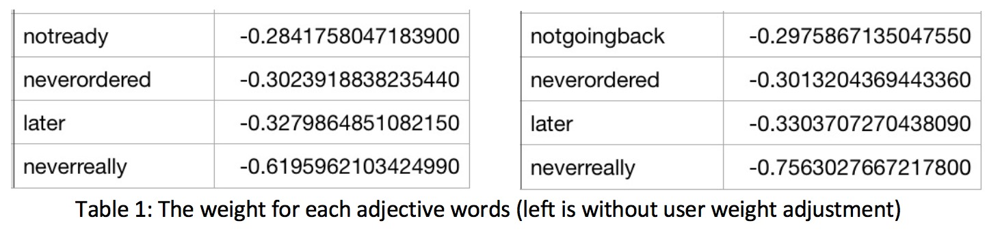 notready -0.2841758047183900
neverordered -0.3023918838235440
later -0.3279864851082150
neverreally -0.6195962103424990
notgoingback -0.2975867135047550
neverordered -0.3013204369443360
later -0.3303707270438090
neverreally -0.7563027667217800
Table 1: The weight for each adjective words (left is without user weight adjustment)